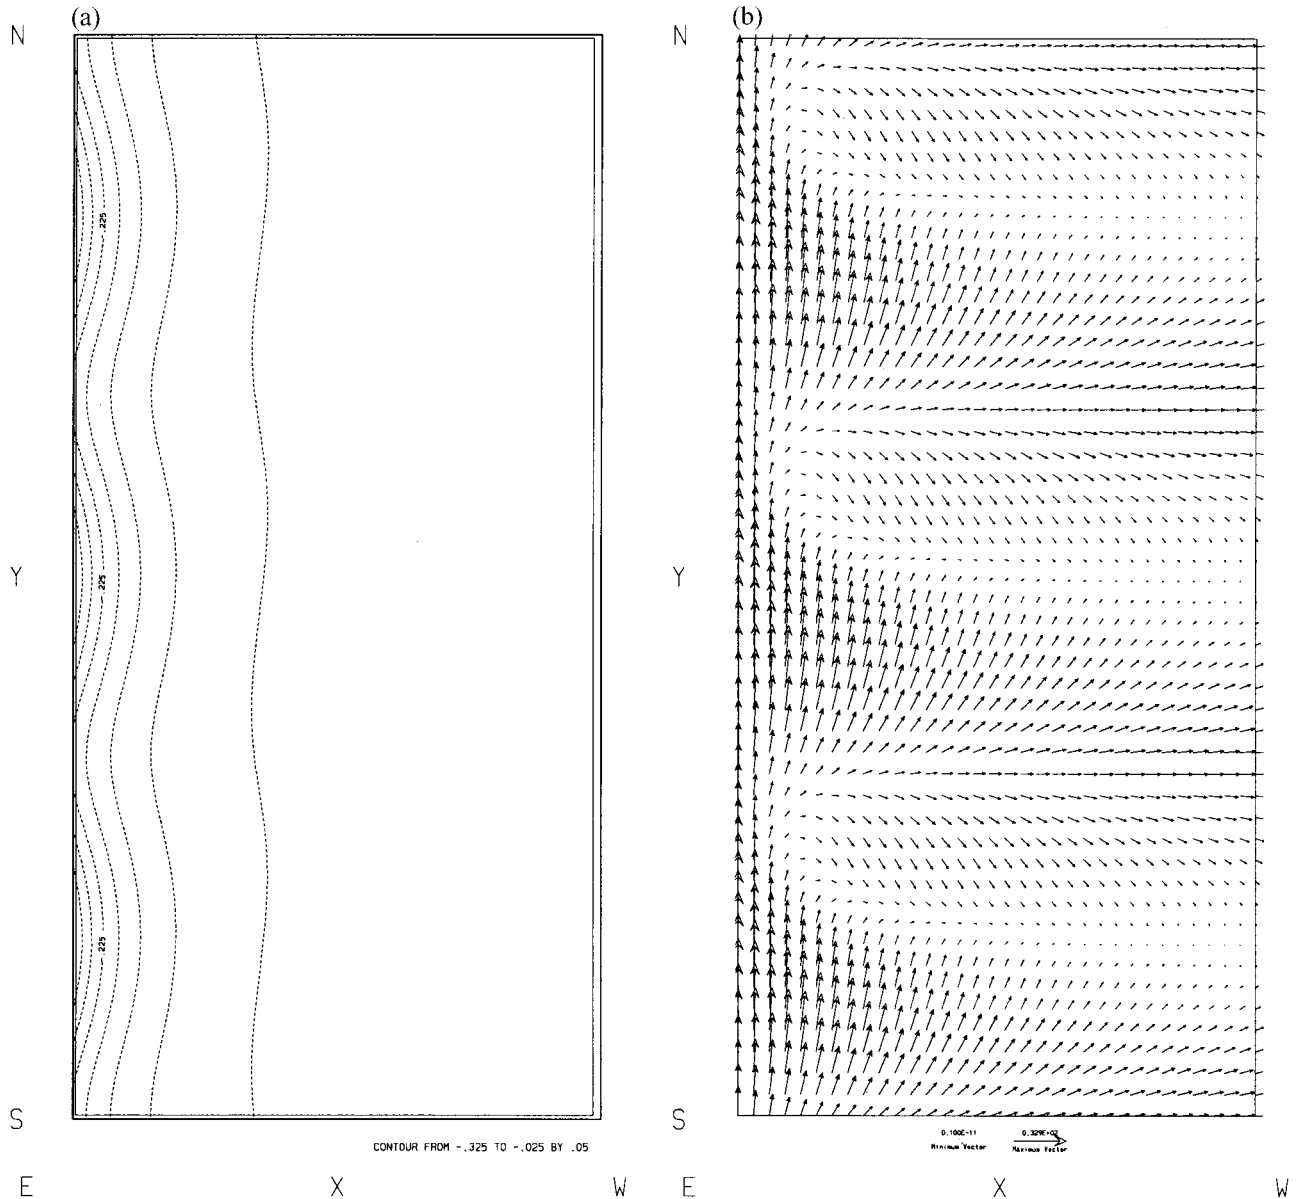 (a)
(b)
N
N
-.225
Y
-.225
Y
-.225
S
S
CONTOUR FROM -.325 TO -.025 BY .05
0.100E-11
Minimum Vector
0.329E+02
Maximum Vector
E
X
W
E
X
W